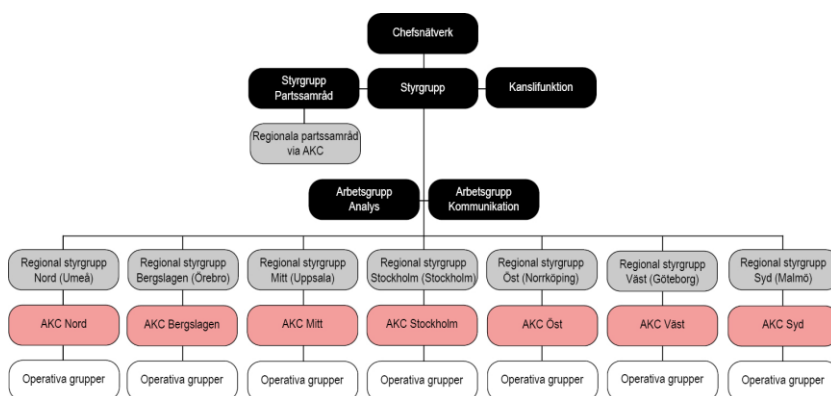 Chefsnätverk
Styrgrupp
Partssamråd
Styrgrupp
Kanslifunktion
Regionala partssamråd
via AKC
Arbetsgrupp
Analys
Arbetsgrupp
Kommunikation
Regional styrgrupp
Nord (Umeå)
Regional styrgrupp
Bergslagen (Örebro)
Regional styrgrupp
Mitt (Uppsala)
Regional styrgrupp
Stockholm (Stockholm)
Regional styrgrupp
Öst (Norrköping)
Regional styrgrupp
Väst (Göteborg)
Regional styrgrupp
Syd (Malmö)
AKC Nord
AKC Bergslagen
AKC Mitt
AKC Stockholm
AKC Öst
AKC Väst
AKC Syd
Operativa grupper
Operativa grupper
Operativa grupper
Operativa grupper
Operativa grupper
Operativa grupper
Operativa grupper